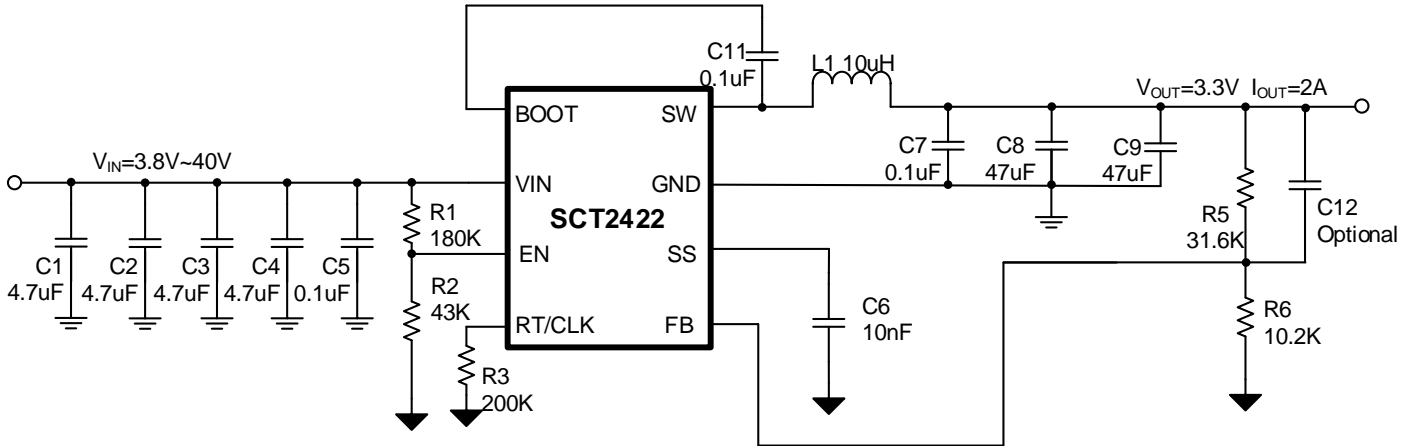 C11
0.1uF
L1 10uH
BOOT
SW
V_OUT=3.3V I_OUT=2A
V_IN=3.8V~40V
VIN
GND
C7
0.1uF
C8
47uF
C9
47uF
R1
180K
SCT2422
R5
31.6K
C12
Optional
C1
4.7uF
C2
4.7uF
C3
4.7uF
C4
4.7uF
C5
0.1uF
EN
SS
R2
43K
C6
10nF
RT/CLK
FB
R6
10.2K
R3
200K